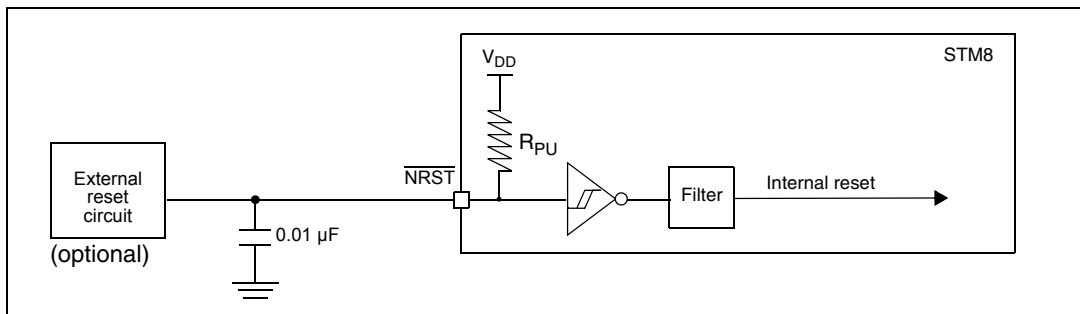 STM8
VDD
RPU
NRST
External
reset
circuit
(optional)
0.01 µF
Filter
Internal reset